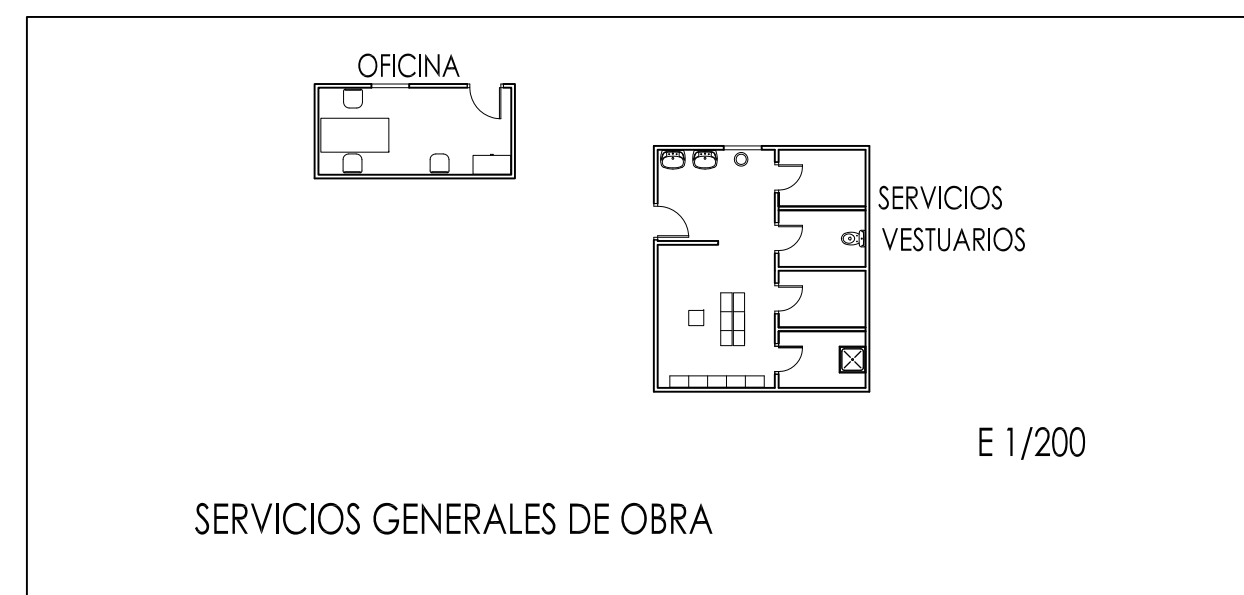 OFICINA
SERVICIOS
VESTUARIOS
E 1/200
SERVICIOS GENERALES DE OBRA